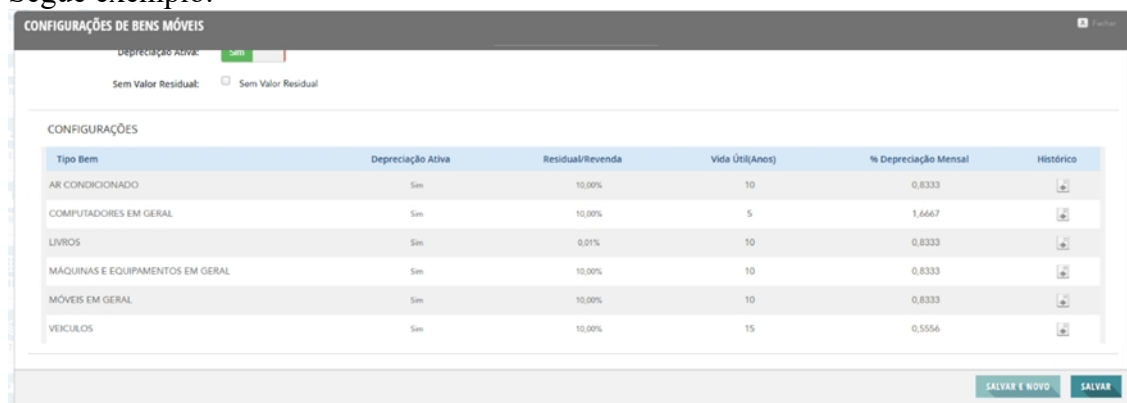 Segue exemplo:
CONFIGURAÇÕES DE BENS MÓVEIS
Fechar
Depreciação Ativa: Sim
Sem Valor Residual: Sem Valor Residual
CONFIGURAÇÕES
Tipo Bem Depreciação Ativa Residual/Revenda Vida Útil(Anos) % Depreciação Mensal Histórico
AR CONDICIONADO Sim 10,00% 10 0,8333
COMPUTADORES EM GERAL Sim 10,00% 5 1,6667
LIVROS Sim 0,01% 10 0,8333
MÁQUINAS E EQUIPAMENTOS EM GERAL Sim 10,00% 10 0,8333
MÓVEIS EM GERAL Sim 10,00% 10 0,8333
VEICULOS Sim 10,00% 15 0,5556
SALVAR E NOVO SALVAR